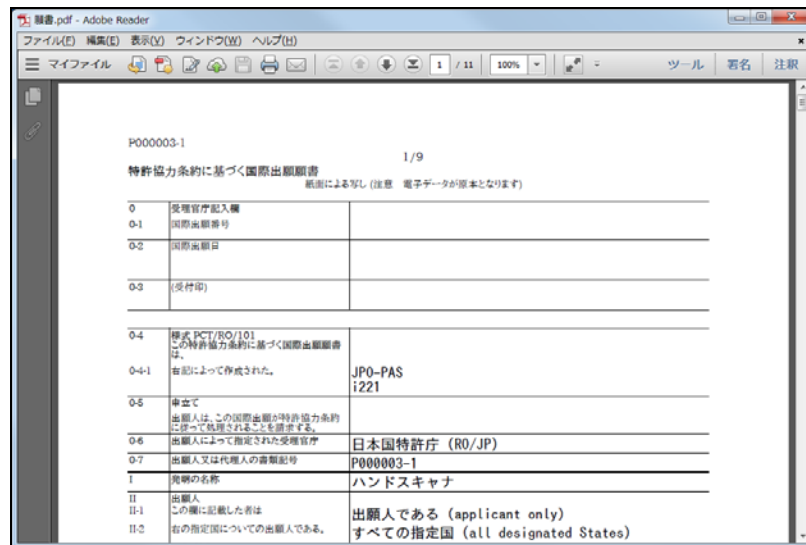 願書.pdf - Adobe Reader
ファイル(F) 編集(E) 表示(V) ウィンドウ(W) ヘルプ(H)
マイファイル 1 / 11 100% ツール 署名 注釈
P000003-1
1/9
特許協力条約に基づく国際出願願書
紙面による写し (注意 電子データが原本となります)
0 受理官庁記入欄
0-1 国際出願番号
0-2 国際出願日
0-3 (受付印)
0-4 様式 PCT/RO/101
この特許協力条約に基づく国際出願願書
は、
0-4-1 右記によって作成された。 JPO-PAS
i221
0-5 申立て
出願人は、この国際出願が特許協力条約
に従って処理されることを請求する。
0-6 出願人によって指定された受理官庁 日本国特許庁 (RO/JP)
0-7 出願人又は代理人の書類記号 P000003-1
I 発明の名称 ハンドスキャナ
II 出願人
II-1 この欄に記載した者は 出願人である (applicant only)
II-2 右の指定国についての出願人である。 すべての指定国 (all designated States)